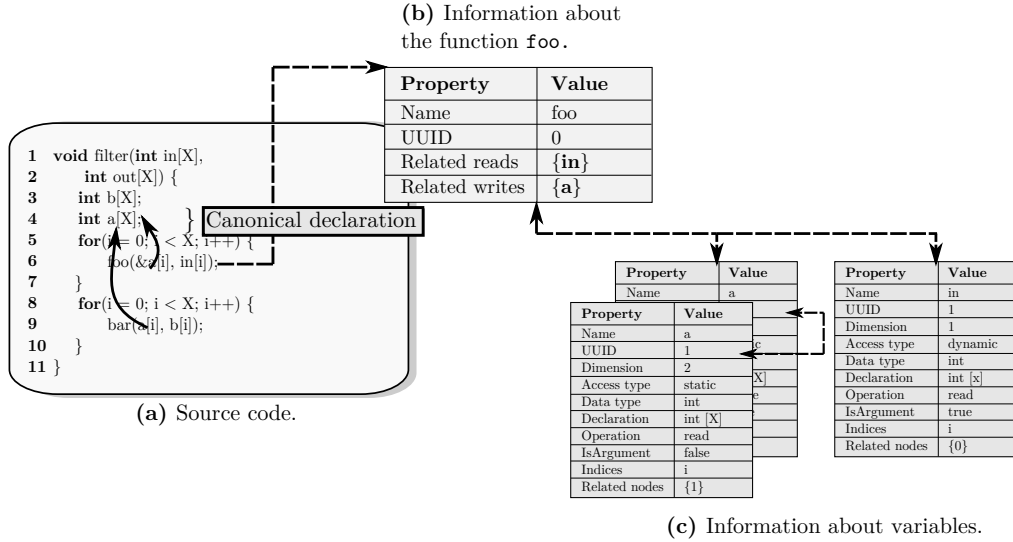 (b) Information about
the function foo.
Property Value
Name foo
UUID 0
Related reads {in}
Related writes {a}
1 void filter(int in[X],
2 int out[X]) {
3 int b[X];
4 int a[X]; } Canonical declaration
5 for(i = 0; i < X; i++) {
6 foo(&a[i], in[i]);
7 }
8 for(i = 0; i < X; i++) {
9 bar(a[i], b[i]);
10 }
11 }
(a) Source code.
Property Value
Name a
c
X]
e
Property Value
Name a
UUID 1
Dimension 2
Access type static
Data type int
Declaration int [X]
Operation read
IsArgument false
Indices i
Related nodes {1}
Property Value
Name in
UUID 1
Dimension 1
Access type dynamic
Data type int
Declaration int [x]
Operation read
IsArgument true
Indices i
Related nodes {0}
(c) Information about variables.